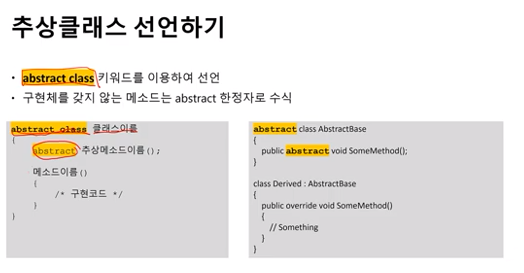 추상클래스 선언하기
• abstract class 키워드를 이용하여 선언
• 구현체를 갖지 않는 메소드는 abstract 한정자로 수식
abstract class 클래스이름
{
abstract 추상메소드이름();
메소드이름()
{
/* 구현코드 */
}
}
abstract class AbstractBase
{
public abstract void SomeMethod();
}
class Derived : AbstractBase
{
public override void SomeMethod()
{
// Something
}
}